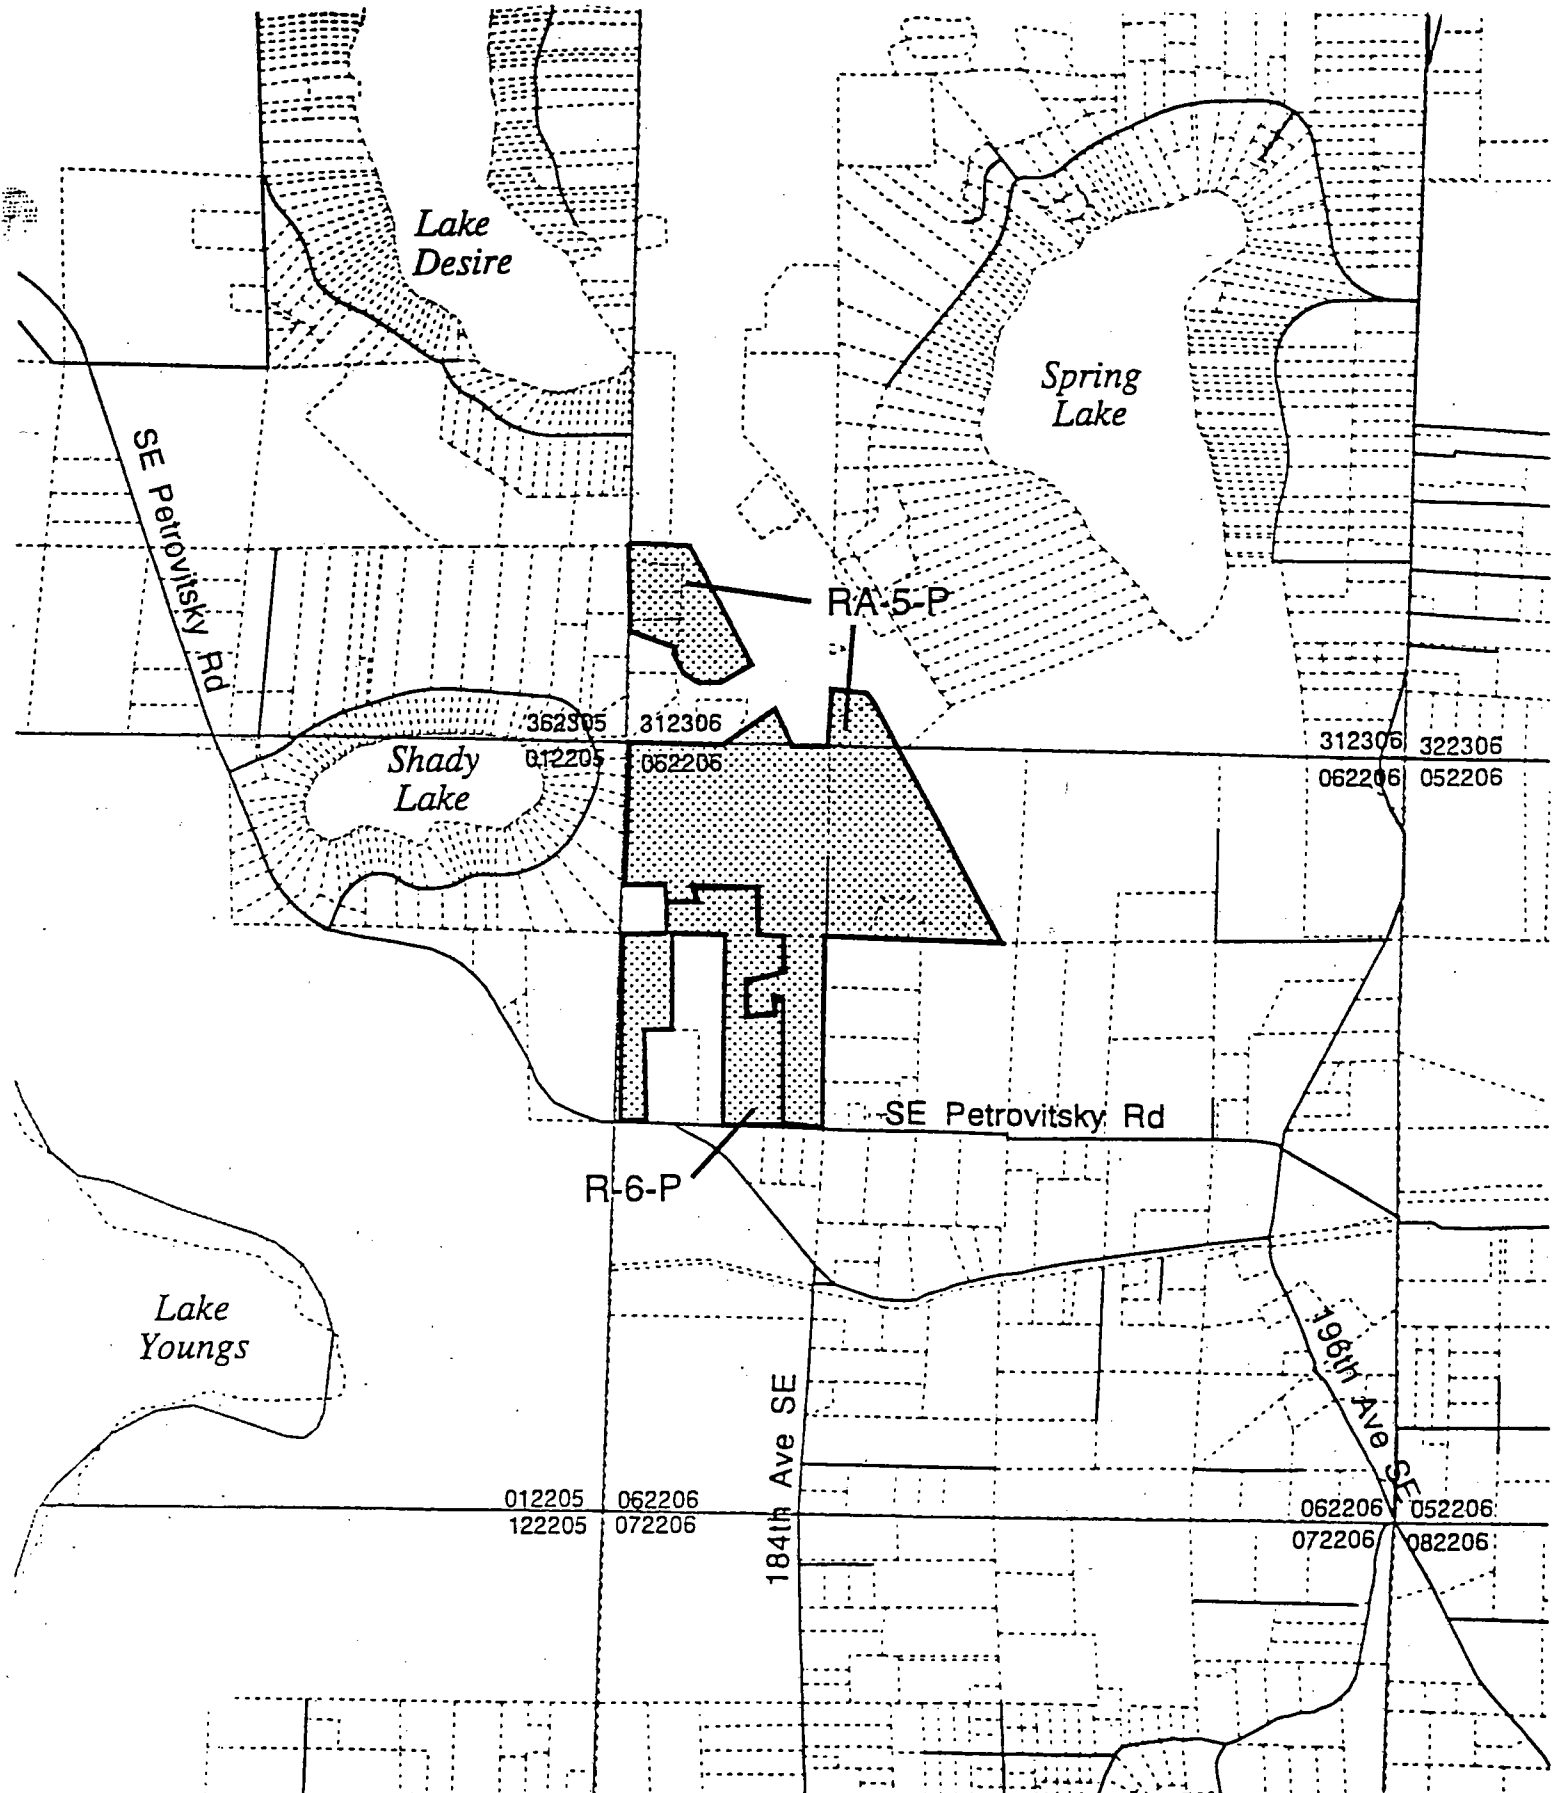 Lake
Desire
Spring
Lake
SE Petrovitsky Rd
RA-5-P
362305 312306
012205 062206
312306 322306
062206 052206
Shady
Lake
SE Petrovitsky Rd
R-6-P
Lake
Youngs
196th Ave SE
184th Ave SE
012205 062206
122205 072206
062206 052206
072206 082206